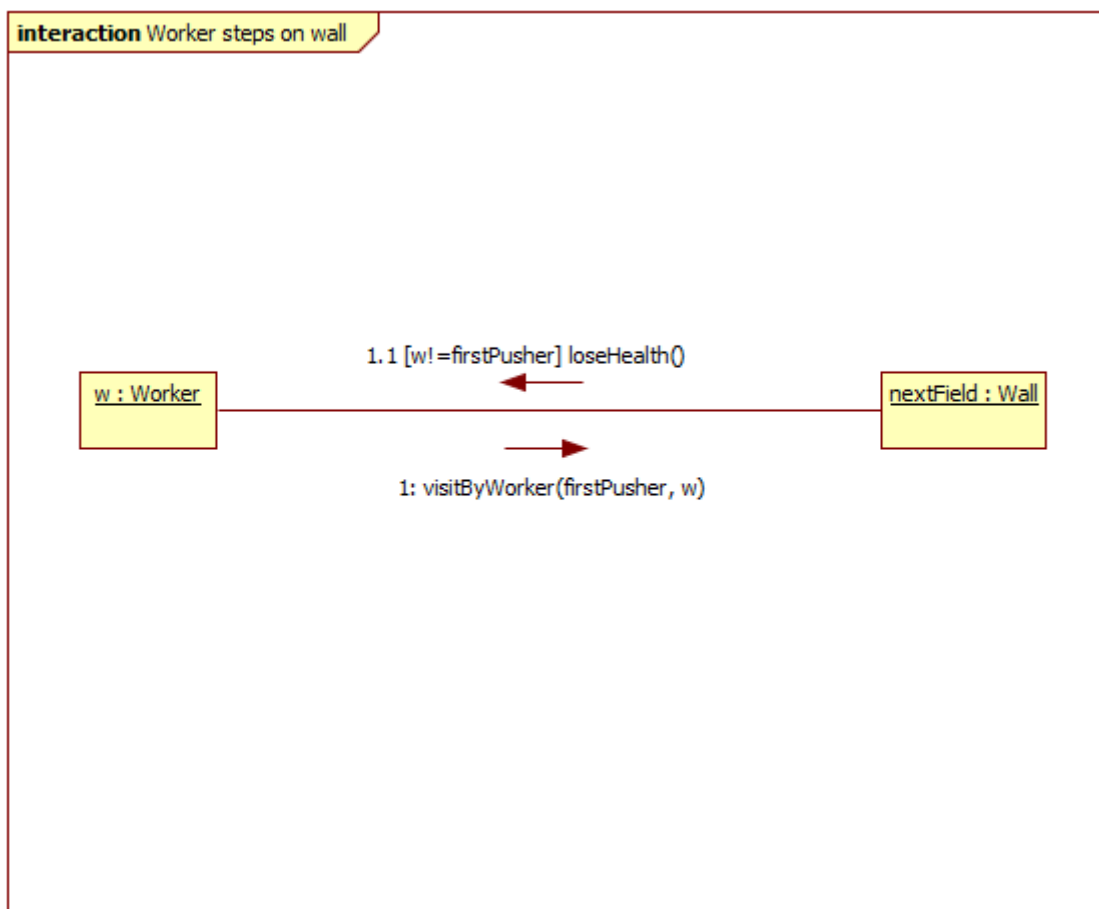 interaction Worker steps on wall
1.1 [w!=firstPusher] loseHealth()
w : Worker
nextField : Wall
1: visitByWorker(firstPusher, w)